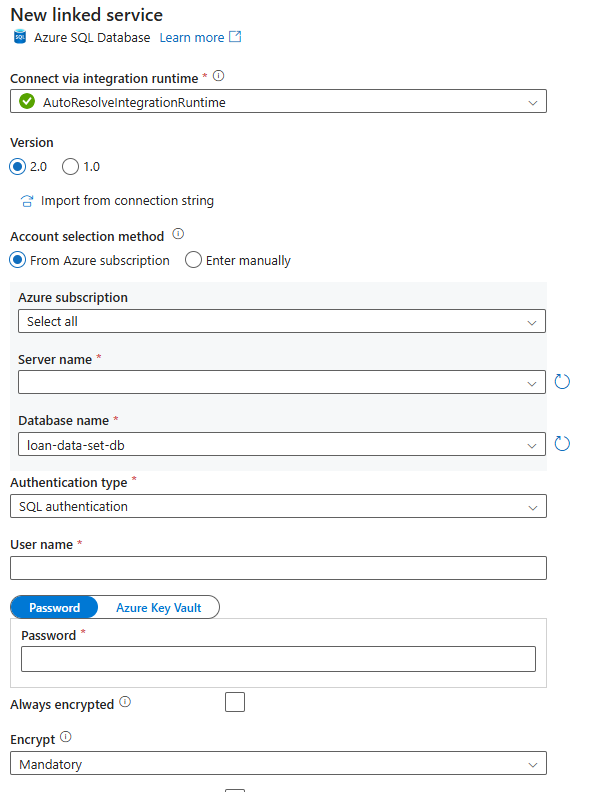 New linked service
SQL Azure SQL Database Learn more
Connect via integration runtime *
AutoResolveIntegrationRuntime
Version
2.0 1.0
Import from connection string
Account selection method
From Azure subscription Enter manually
Azure subscription
Select all
Server name *
Database name *
loan-data-set-db
Authentication type *
SQL authentication
User name *
Password Azure Key Vault
Password *
Always encrypted
Encrypt
Mandatory